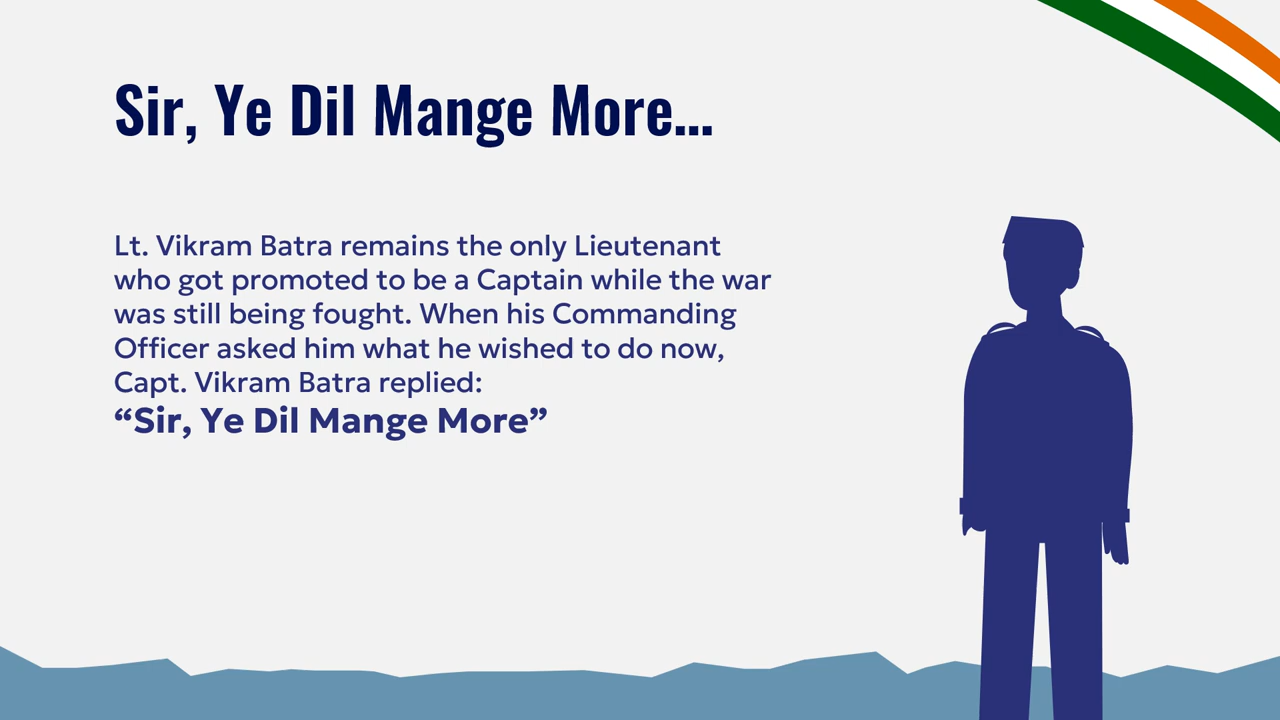 Sir, Ye Dil Mange More...
Lt. Vikram Batra remains the only Lieutenant
who got promoted to be a Captain while the war
was still being fought. When his Commanding
Officer asked him what he wished to do now,
Capt. Vikram Batra replied:
“Sir, Ye Dil Mange More”